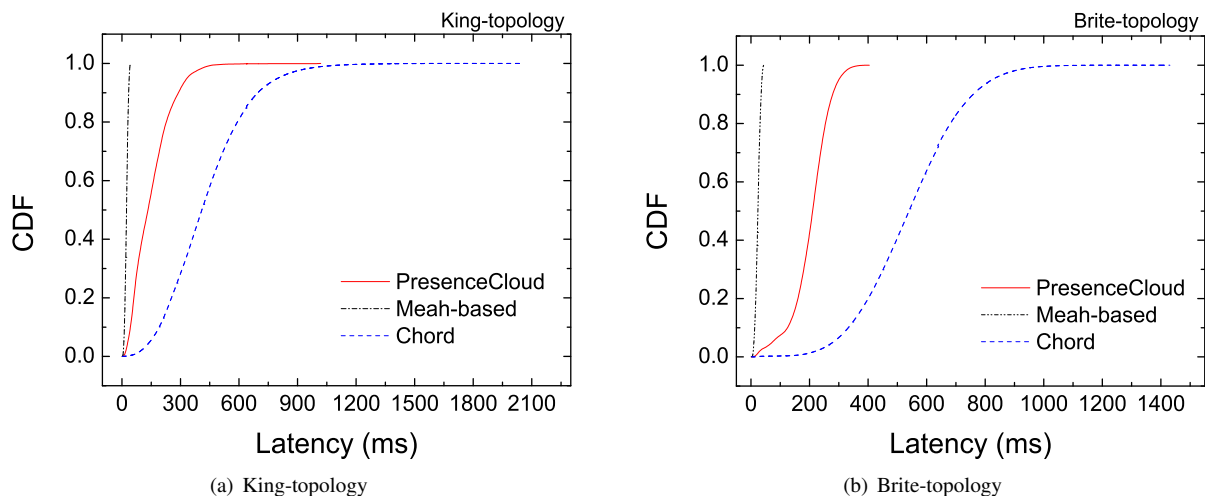 King-topology
1.0
0.8
0.6
0.4
0.2
0.0
CDF
PresenceCloud
Meah-based
Chord
0 300 600 900 1200 1500 1800 2100
Latency (ms)
(a) King-topology
Brite-topology
1.0
0.8
0.6
0.4
0.2
0.0
CDF
PresenceCloud
Meah-based
Chord
0 200 400 600 800 1000 1200 1400
Latency (ms)
(b) Brite-topology